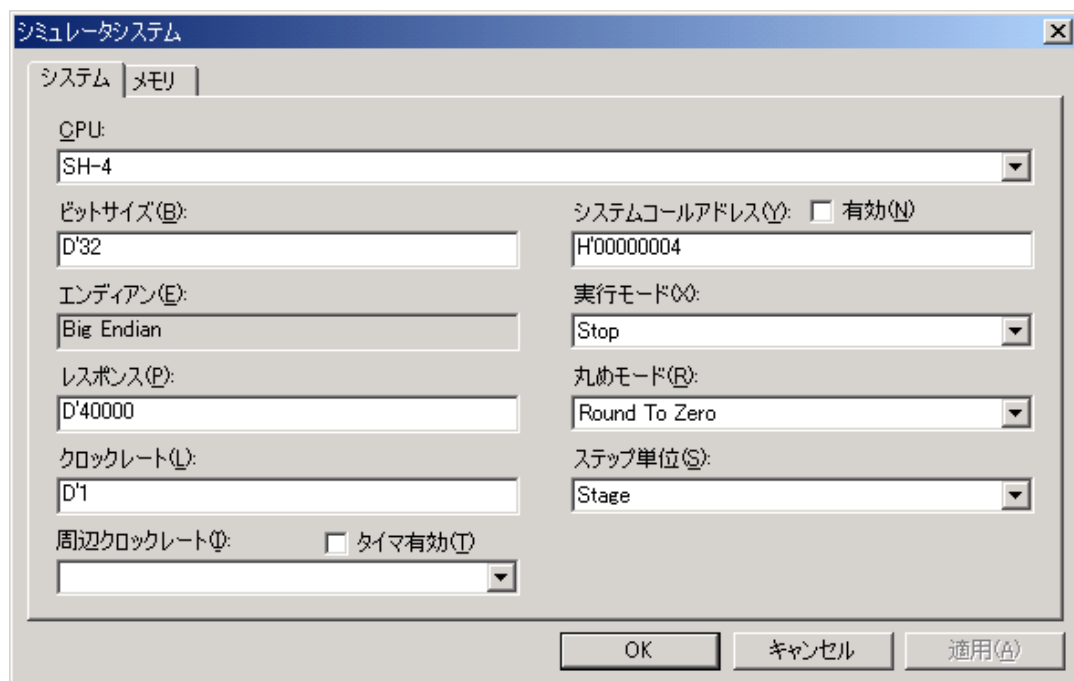 シミュレータシステム
システム メモリ
CPU:
SH-4
ビットサイズ(B): システムコールアドレス(Y): 有効(N)
D'32 H'00000004
エンディアン(E): 実行モード(X):
Big Endian Stop
レスポンス(P): 丸めモード(R):
D'40000 Round To Zero
クロックレート(L): ステップ単位(S):
D'1 Stage
周辺クロックレート(I): タイマ有効(T)
OK キャンセル 適用(A)